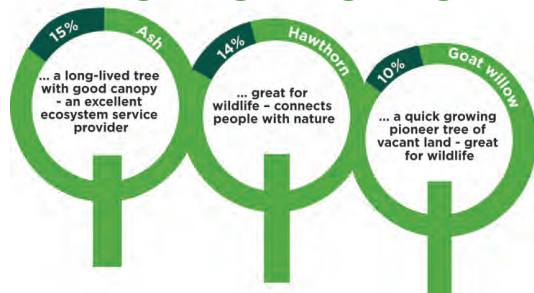 15% Ash
... a long-lived tree
with good canopy
- an excellent
ecosystem service
provider
14% Hawthorn
... great for
wildlife – connects
people with nature
10% Goat willow
... a quick growing
pioneer tree of
vacant land - great
for wildlife